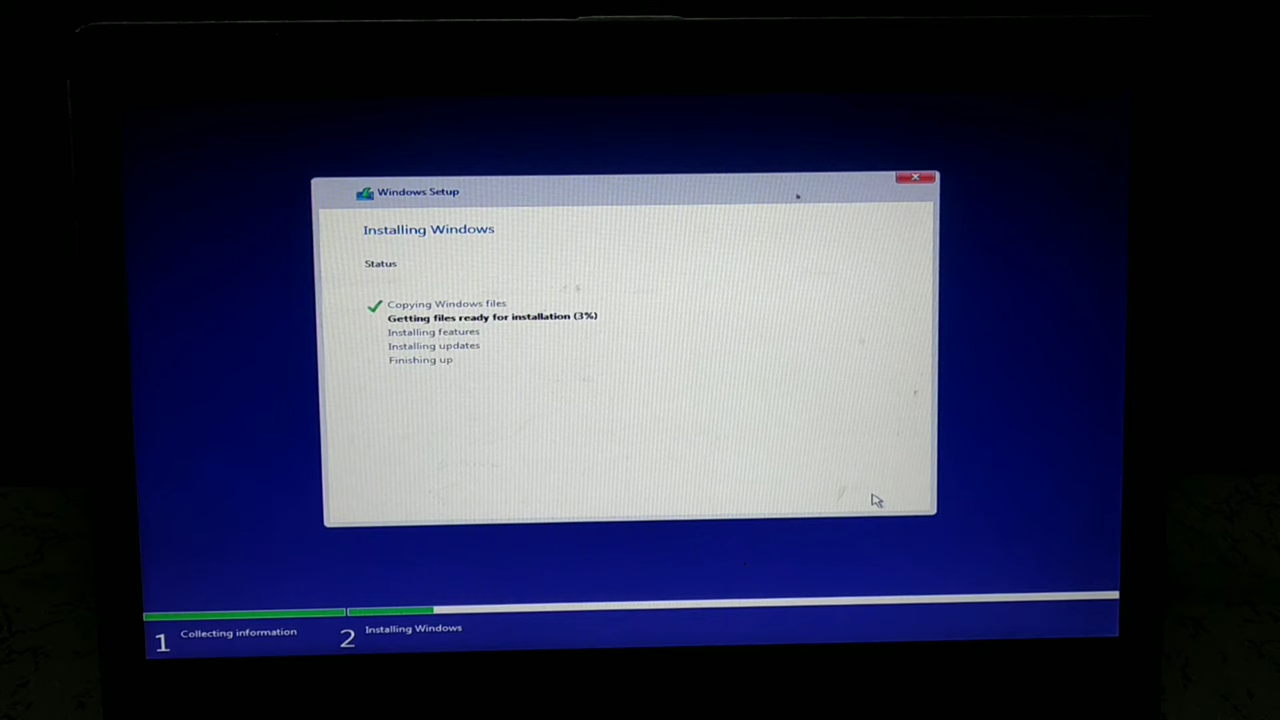 Windows Setup
Installing Windows
Status
Copying Windows files
Getting files ready for installation (3%)
Installing features
Installing updates
Finishing up
1 Collecting information
2 Installing Windows